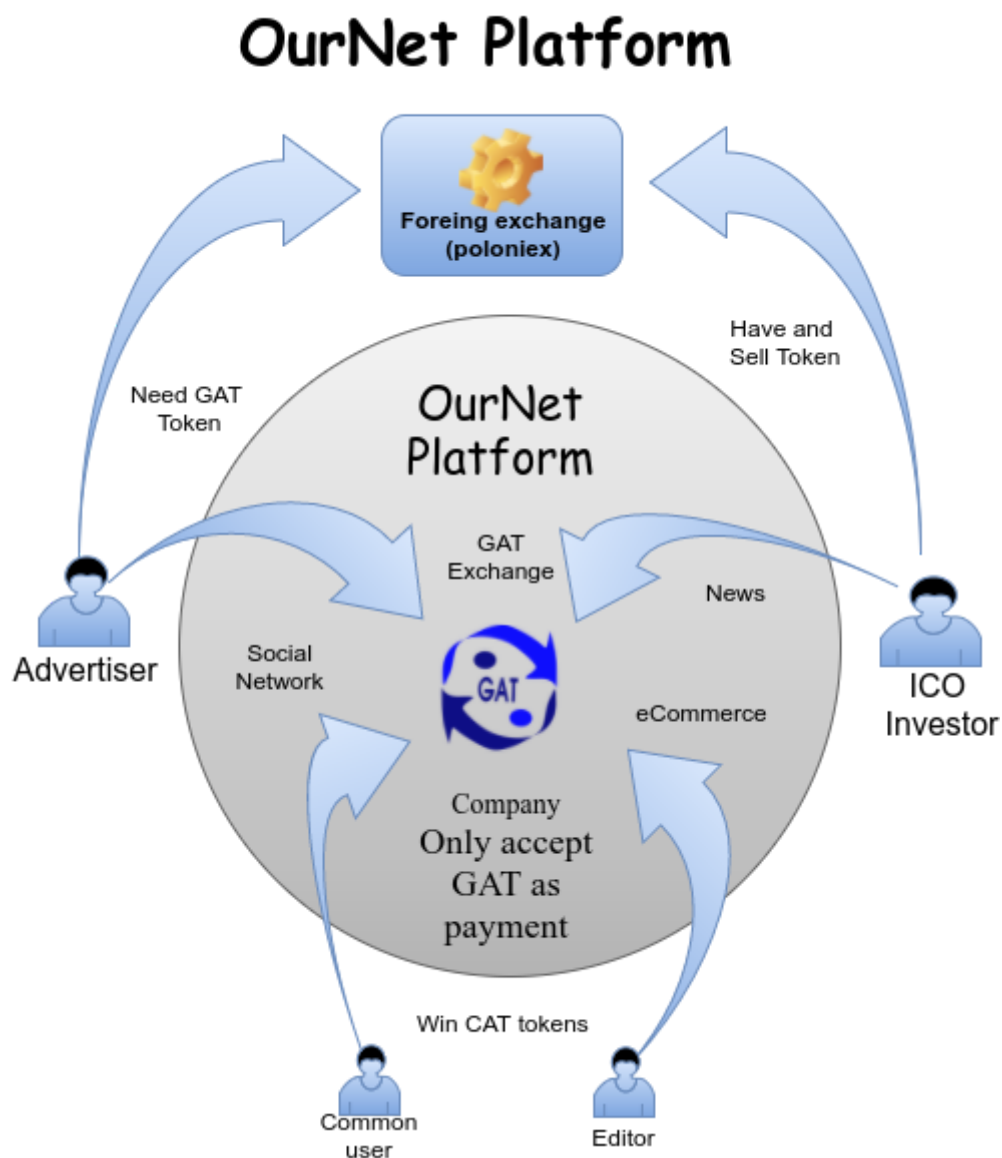 OurNet Platform
Foreing exchange
(poloniex)
Have and
Sell Token
Need GAT
Token
OurNet
Platform
GAT
Exchange
News
Social
Network
GAT
eCommerce
Advertiser
ICO
Investor
Company
Only accept
GAT as
payment
Win CAT tokens
Common
user
Editor